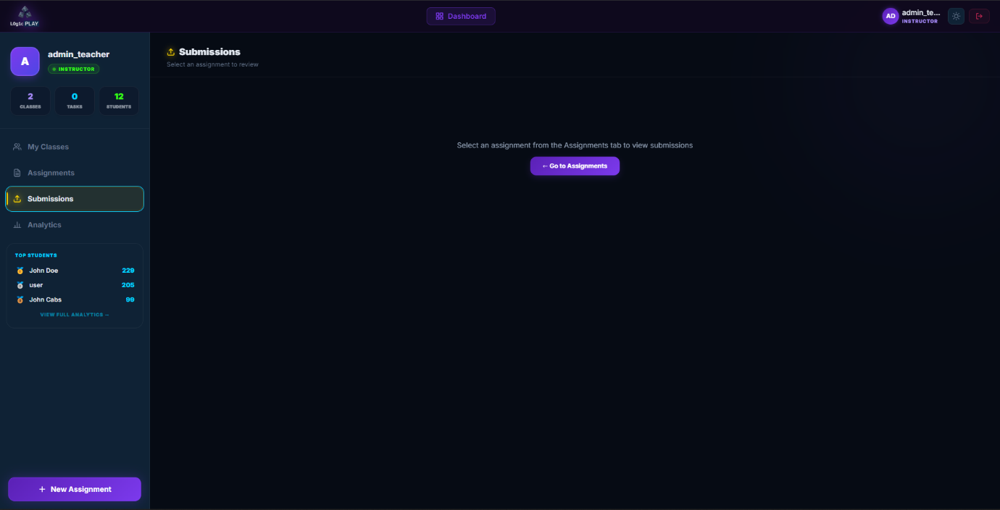 L0g1c PLAY
Dashboard
AD
admin_te...
INSTRUCTOR
A
admin_teacher
INSTRUCTOR
2
CLASSES
0
TASKS
12
STUDENTS
My Classes
Assignments
Submissions
Analytics
TOP STUDENTS
John Doe 229
user 205
John Cabs 99
VIEW FULL ANALYTICS →
+ New Assignment
Submissions
Select an assignment to review
Select an assignment from the Assignments tab to view submissions
← Go to Assignments